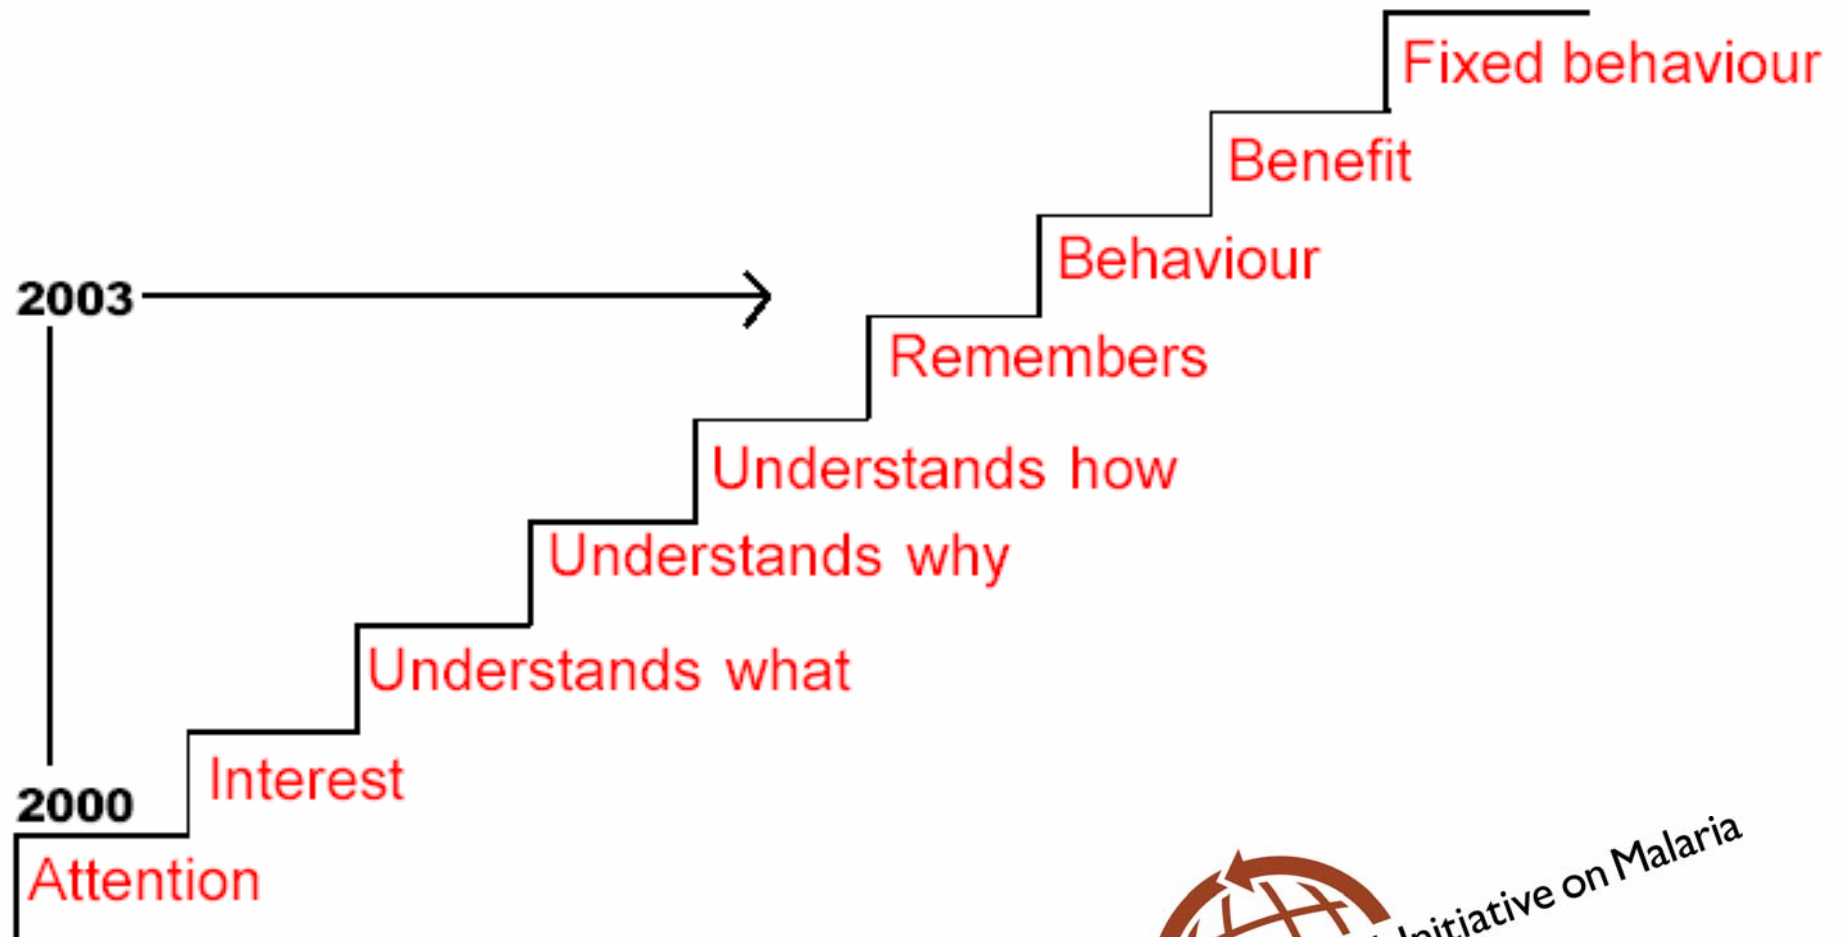 Fixed behaviour
Benefit
Behaviour
2003
Remembers
Understands how
Understands why
Understands what
Interest
2000
Attention
Initiative on Malaria